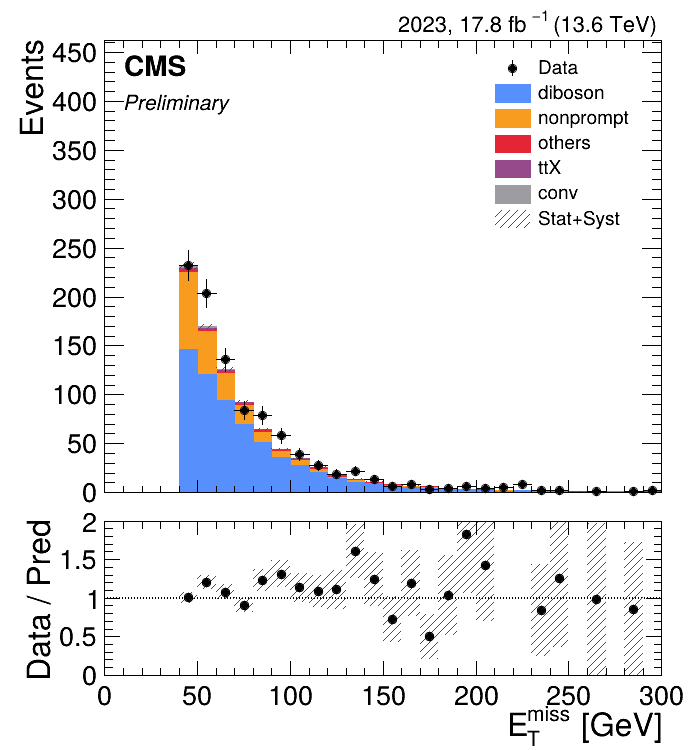 2023, 17.8 fb⁻¹ (13.6 TeV)
Events
450
400
350
300
250
200
150
100
50
0
CMS
Preliminary
Data
diboson
nonprompt
others
ttX
conv
Stat+Syst
Data / Pred
2
1.5
1
0.5
0
0 50 100 150 200 250 300
E_T^miss [GeV]